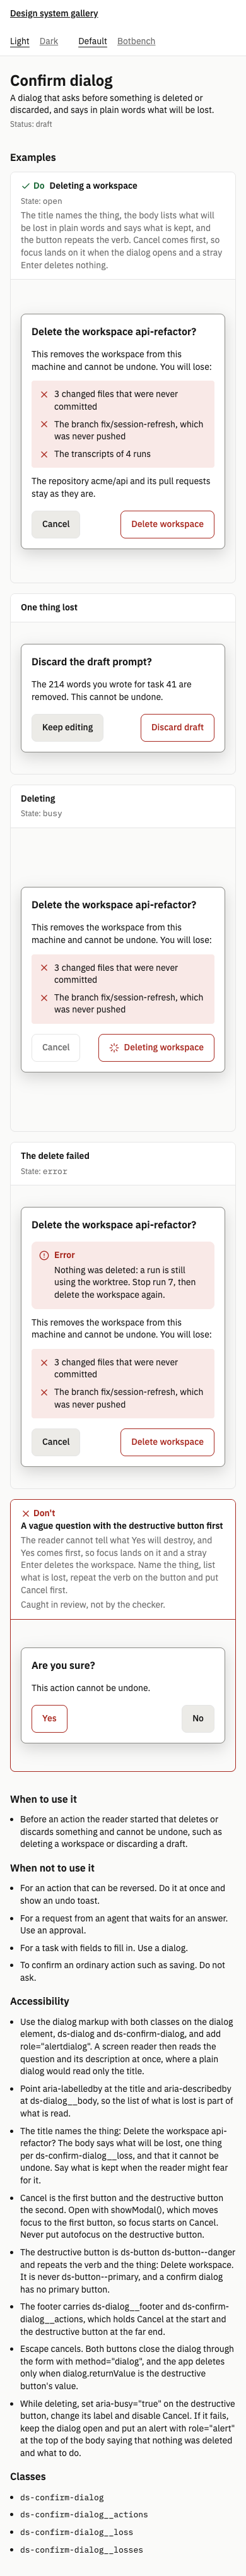 Design system gallery
Light Dark Default Botbench
Confirm dialog
A dialog that asks before something is deleted or
discarded, and says in plain words what will be lost.
Status: draft
Examples
Do Deleting a workspace
State: open
The title names the thing, the body lists what will
be lost in plain words and says what is kept, and
the button repeats the verb. Cancel comes first, so
focus lands on it when the dialog opens and a stray
Enter deletes nothing.
Delete the workspace api-refactor?
This removes the workspace from this
machine and cannot be undone. You will lose:
3 changed files that were never
committed
The branch fix/session-refresh, which
was never pushed
The transcripts of 4 runs
The repository acme/api and its pull requests
stay as they are.
Cancel Delete workspace
One thing lost
Discard the draft prompt?
The 214 words you wrote for task 41 are
removed. This cannot be undone.
Keep editing Discard draft
Deleting
State: busy
Delete the workspace api-refactor?
This removes the workspace from this
machine and cannot be undone. You will lose:
3 changed files that were never
committed
The branch fix/session-refresh, which
was never pushed
Cancel Deleting workspace
The delete failed
State: error
Delete the workspace api-refactor?
Error
Nothing was deleted: a run is still
using the worktree. Stop run 7, then
delete the workspace again.
This removes the workspace from this
machine and cannot be undone. You will lose:
3 changed files that were never
committed
The branch fix/session-refresh, which
was never pushed
Cancel Delete workspace
Don't
A vague question with the destructive button first
The reader cannot tell what Yes will destroy, and
Yes comes first, so focus lands on it and a stray
Enter deletes the workspace. Name the thing, list
what is lost, repeat the verb on the button and put
Cancel first.
Caught in review, not by the checker.
Are you sure?
This action cannot be undone.
Yes No
When to use it
• Before an action the reader started that deletes or
discards something and cannot be undone, such as
deleting a workspace or discarding a draft.
When not to use it
• For an action that can be reversed. Do it at once and
show an undo toast.
• For a request from an agent that waits for an answer.
Use an approval.
• For a task with fields to fill in. Use a dialog.
• To confirm an ordinary action such as saving. Do not
ask.
Accessibility
• Use the dialog markup with both classes on the dialog
element, ds-dialog and ds-confirm-dialog, and add
role="alertdialog". A screen reader then reads the
question and its description at once, where a plain
dialog would read only the title.
• Point aria-labelledby at the title and aria-describedby
at ds-dialog__body, so the list of what is lost is part of
what is read.
• The title names the thing: Delete the workspace api-
refactor? The body says what will be lost, one thing
per ds-confirm-dialog__loss, and that it cannot be
undone. Say what is kept when the reader might fear
for it.
• Cancel is the first button and the destructive button
the second. Open with showModal(), which moves
focus to the first button, so focus starts on Cancel.
Never put autofocus on the destructive button.
• The destructive button is ds-button ds-button--danger
and repeats the verb and the thing: Delete workspace.
It is never ds-button--primary, and a confirm dialog
has no primary button.
• The footer carries ds-dialog__footer and ds-confirm-
dialog__actions, which holds Cancel at the start and
the destructive button at the far end.
• Escape cancels. Both buttons close the dialog through
the form with method="dialog", and the app deletes
only when dialog.returnValue is the destructive
button's value.
• While deleting, set aria-busy="true" on the destructive
button, change its label and disable Cancel. If it fails,
keep the dialog open and put an alert with role="alert"
at the top of the body saying that nothing was deleted
and what to do.
Classes
• ds-confirm-dialog
• ds-confirm-dialog__actions
• ds-confirm-dialog__loss
• ds-confirm-dialog__losses